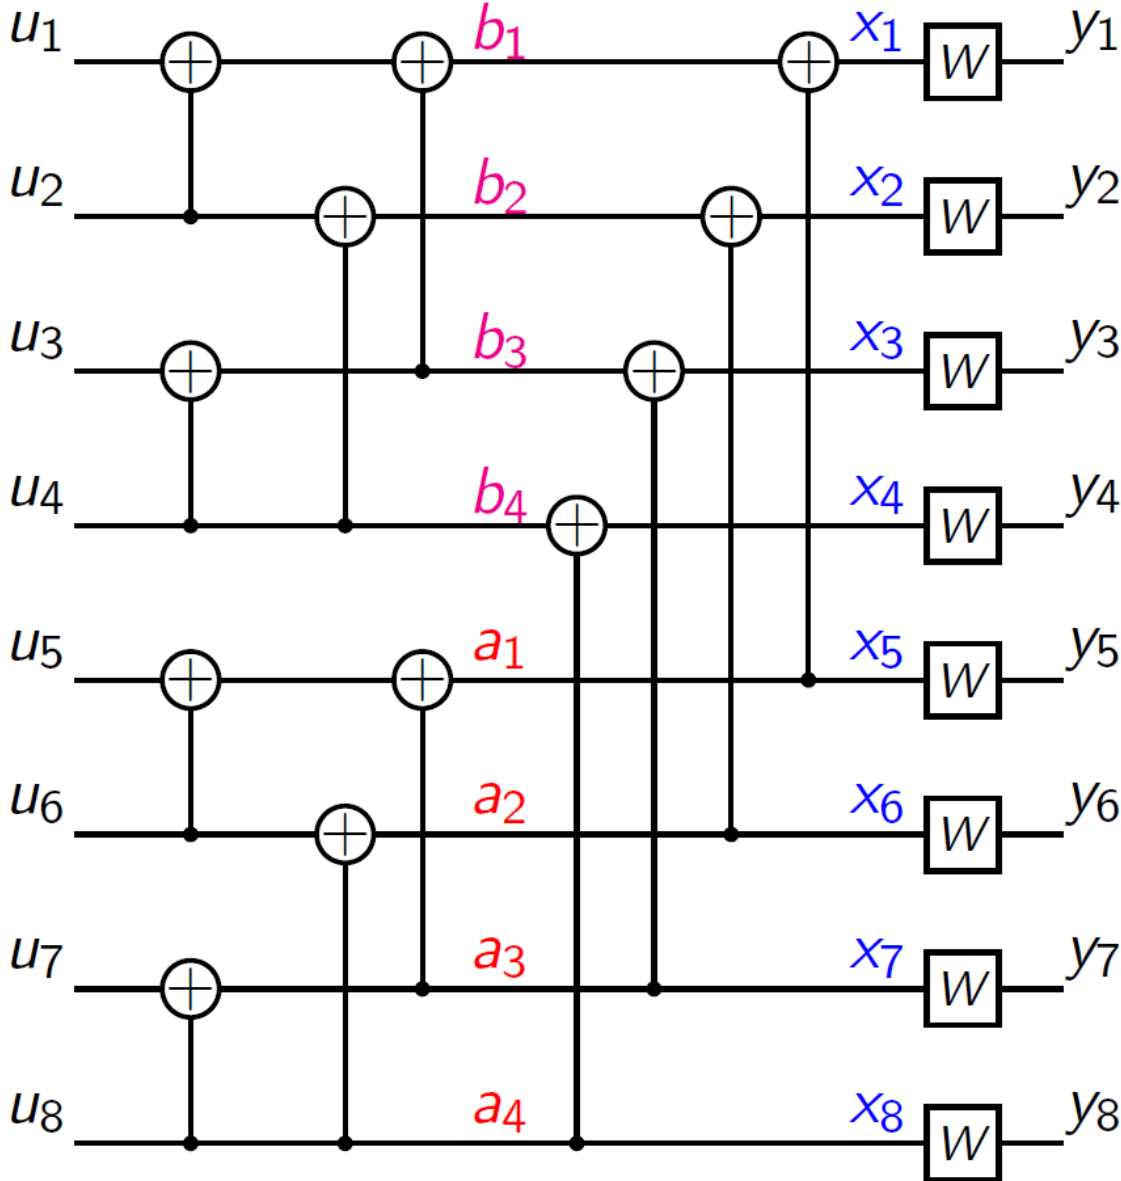 u1 b1 x1 W y1
u2 b2 x2 W y2
u3 b3 x3 W y3
u4 b4 x4 W y4
u5 a1 x5 W y5
u6 a2 x6 W y6
u7 a3 x7 W y7
u8 a4 x8 W y8